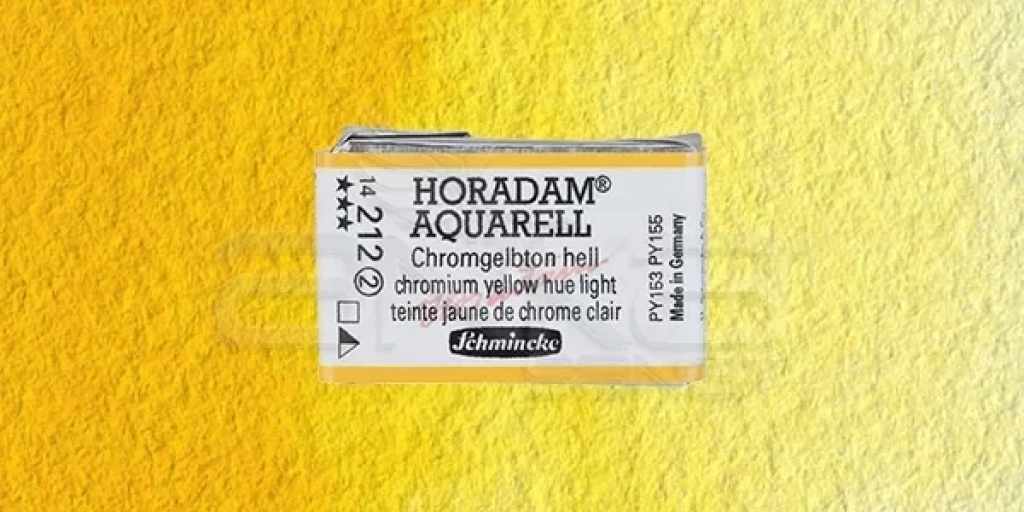 ★★★
14 212 ②
HORADAM®
AQUARELL
Chromgelbton hell
chromium yellow hue light
teinte jaune de chrome clair
Schmincke
PY153 PY155
Made in Germany